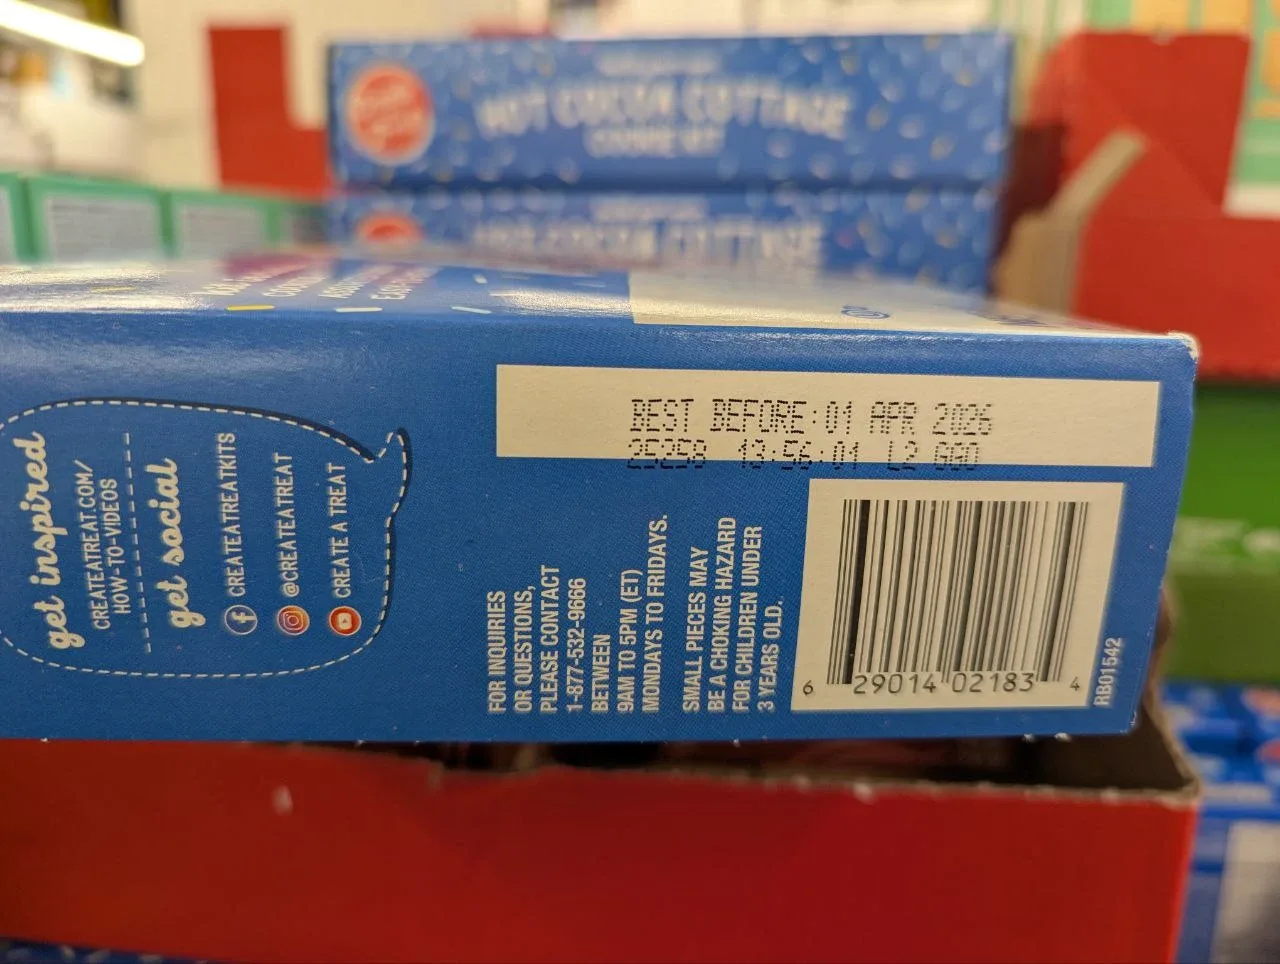 HOT COCOA COTTAGE
COOKIE KIT
HOT COCOA COTTAGE
BEST BEFORE:01 APR 2026
25258 13:56:01 L2
get inspired
CREATEATREAT.COM/
HOW-TO-VIDEOS
get social
CREATEATREATKITS
@CREATEATREAT
CREATE A TREAT
FOR INQUIRIES
OR QUESTIONS,
PLEASE CONTACT
1-877-532-9666
BETWEEN
9AM TO 5PM (ET)
MONDAYS TO FRIDAYS.
SMALL PIECES MAY
BE A CHOKING HAZARD
FOR CHILDREN UNDER
3 YEARS OLD.
6 29014 02183 4
RB01542